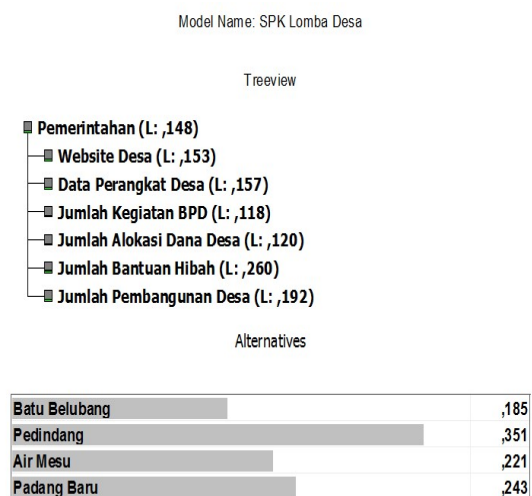 Model Name: SPK Lomba Desa
Treeview
Pemerintahan (L: ,148)
Website Desa (L: ,153)
Data Perangkat Desa (L: ,157)
Jumlah Kegiatan BPD (L: ,118)
Jumlah Alokasi Dana Desa (L: ,120)
Jumlah Bantuan Hibah (L: ,260)
Jumlah Pembangunan Desa (L: ,192)
Alternatives
Batu Belubang ,185
Pedindang ,351
Air Mesu ,221
Padang Baru ,243